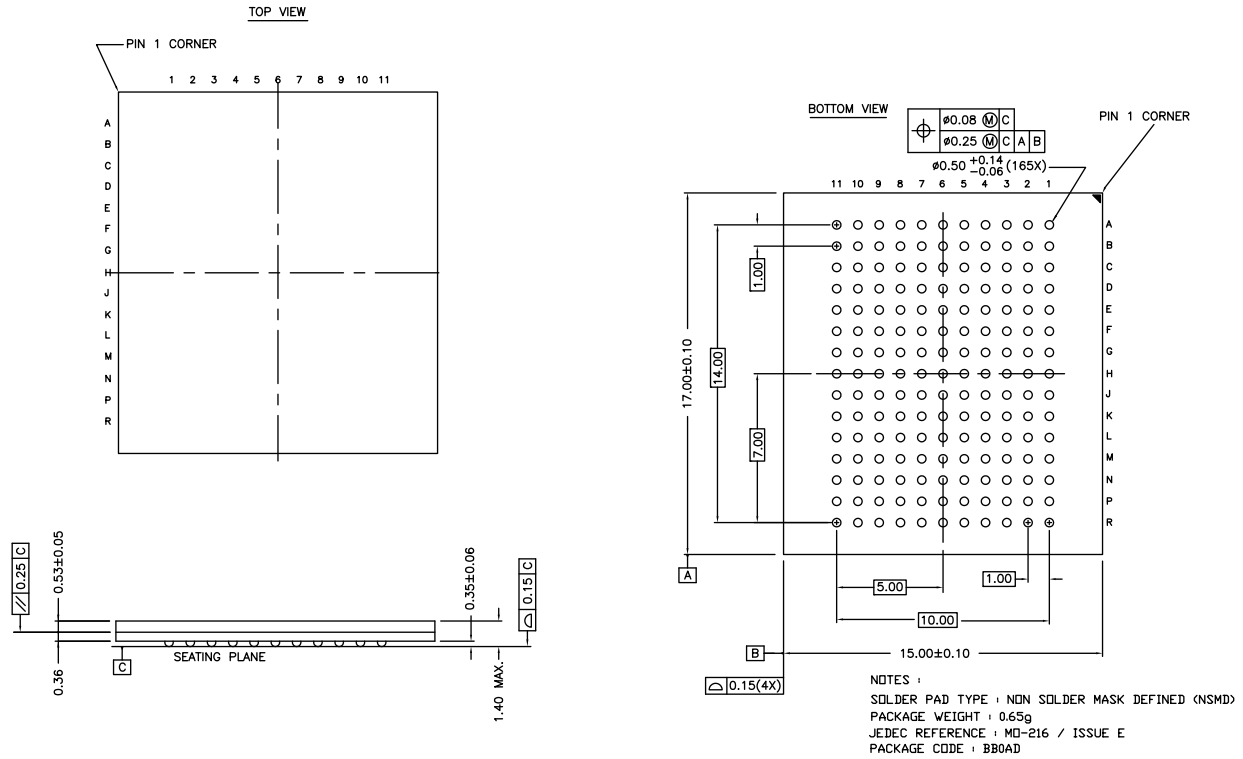 TOP VIEW
PIN 1 CORNER
1 2 3 4 5 6 7 8 9 10 11
A
B
C
D
E
F
G
H
J
K
L
M
N
P
R
BOTTOM VIEW
ø0.08 Ⓜ C
ø0.25 Ⓜ C A B
PIN 1 CORNER
ø0.50 +0.14 -0.06 (165X)
11 10 9 8 7 6 5 4 3 2 1
A
B
C
D
E
F
G
H
J
K
L
M
N
P
R
1.00
17.00±0.10
14.00
7.00
A
5.00
1.00
10.00
B
15.00±0.10
0.15(4X)
0.25 C
0.53±0.05
0.36
C
SEATING PLANE
0.35±0.06
1.40 MAX.
0.15 C
NOTES :
SOLDER PAD TYPE : NON SOLDER MASK DEFINED (NSMD)
PACKAGE WEIGHT : 0.65g
JEDEC REFERENCE : MO-216 / ISSUE E
PACKAGE CODE : BB0AD